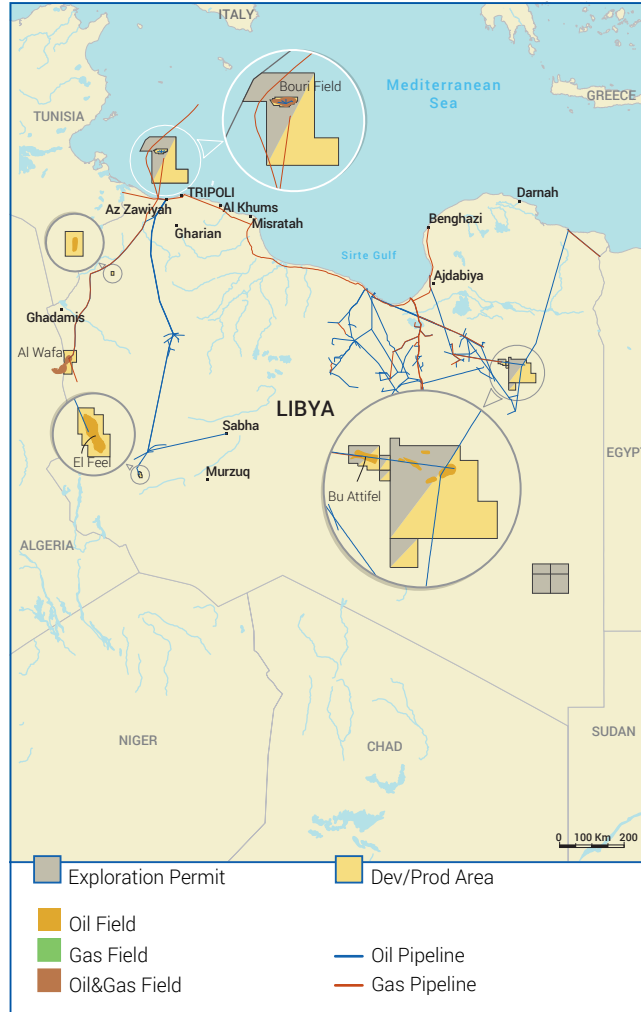 ITALY
Bouri Field
Mediterranean
Sea
GREECE
TUNISIA
TRIPOLI
Az Zawiyah
Al Khums
Misratah
Gharian
Darnah
Benghazi
Sirte Gulf
Ajdabiya
Ghadamis
Al Wafa
LIBYA
Sabha
El Feel
Murzuq
Bu Attifel
EGYPT
ALGERIA
NIGER
CHAD
SUDAN
0 100 Km 200
Exploration Permit
Dev/Prod Area
Oil Field
Gas Field
Oil Pipeline
Oil&Gas Field
Gas Pipeline